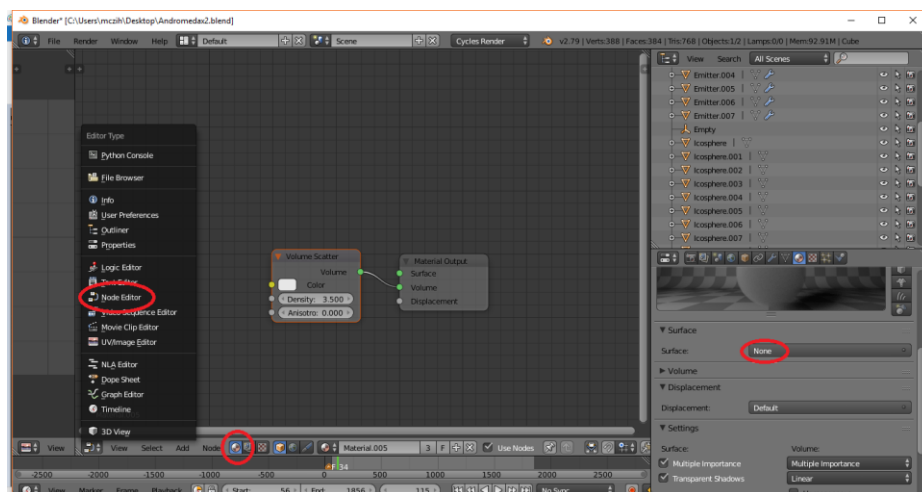 Blender* [C:\Users\mczih\Desktop\Andromedax2.blend]
File Render Window Help Default Scene Cycles Render v2.79 | Verts:388 | Faces:384 | Tris:768 | Objects:1/2 | Lamps:0/0 | Mem:92.91M | Cube
View Search All Scenes
Emitter.004
Emitter.005
Emitter.006
Emitter.007
Empty
Icosphere
Icosphere.001
Icosphere.002
Icosphere.003
Icosphere.004
Icosphere.005
Icosphere.006
Icosphere.007
Editor Type
Python Console
File Browser
Info
User Preferences
Outliner
Properties
Logic Editor
Text Editor
Node Editor
Video Sequence Editor
Movie Clip Editor
UV/Image Editor
NLA Editor
Dope Sheet
Graph Editor
Timeline
3D View
Volume Scatter
Volume
Color
Density: 3.500
Anisotro: 0.000
Material Output
Surface
Volume
Displacement
Surface
Surface: None
Volume
Displacement
Displacement: Default
Settings
Surface: Volume:
Multiple Importance Multiple Importance
Transparent Shadows Linear
View View Select Add Node Material.005 3 F Use Nodes
-2500 -2000 -1500 -1000 -500 0 500 1000 1500 2000 2500
F_34
View Marker Frame Playback Start: 56 End: 1856 115 No Sync